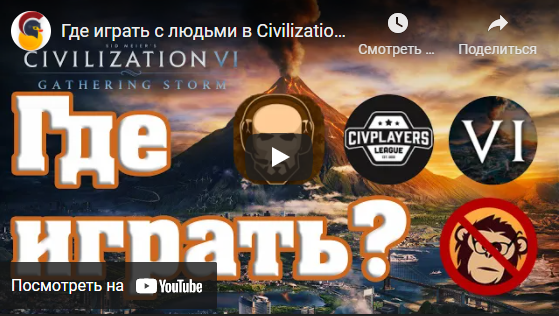 Где играть с людьми в Civilizatio...
Смотреть ...
Поделиться
SID MEIER'S
CIVILIZATION VI
GATHERING STORM
Где
играть?
CIVPLAYERS
LEAGUE
VI
Посмотреть на YouTube